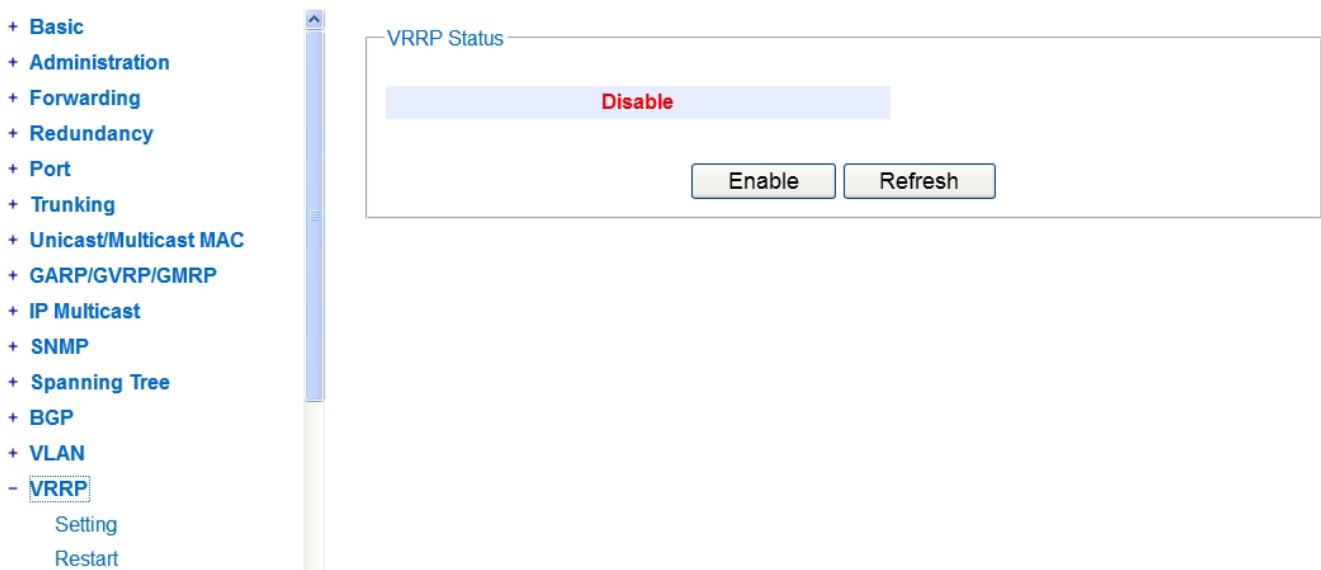 + Basic
+ Administration
+ Forwarding
+ Redundancy
+ Port
+ Trunking
+ Unicast/Multicast MAC
+ GARP/GVRP/GMRP
+ IP Multicast
+ SNMP
+ Spanning Tree
+ BGP
+ VLAN
- VRRP
Setting
Restart
VRRP Status
Disable
Enable Refresh